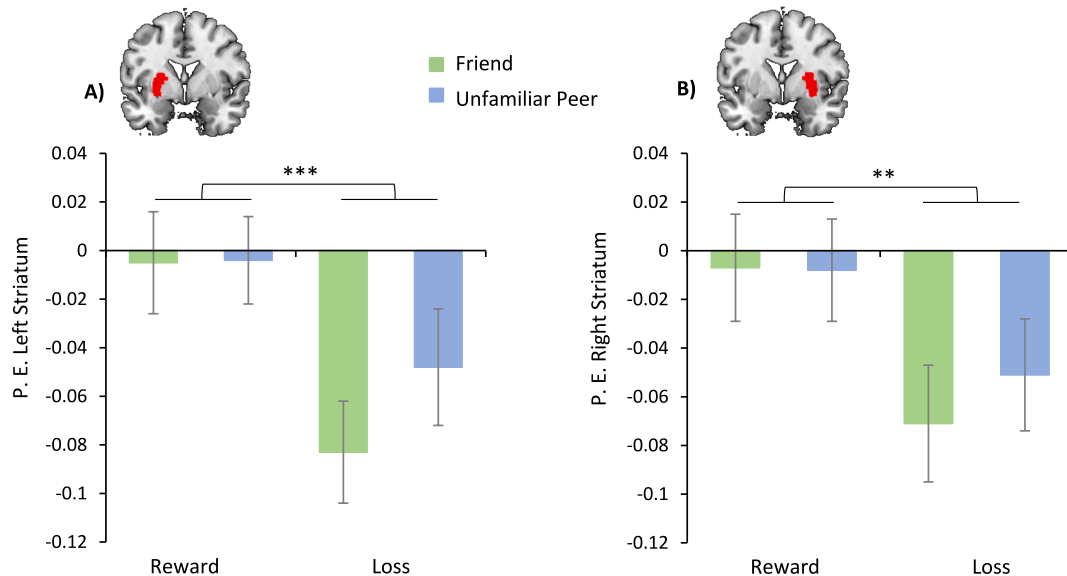 A)
Friend
Unfamiliar Peer
B)
0.04
0.02
0
-0.02
-0.04
-0.06
-0.08
-0.1
-0.12
P. E. Left Striatum
***
Reward
Loss
0.04
0.02
0
-0.02
-0.04
-0.06
-0.08
-0.1
-0.12
P. E. Right Striatum
**
Reward
Loss